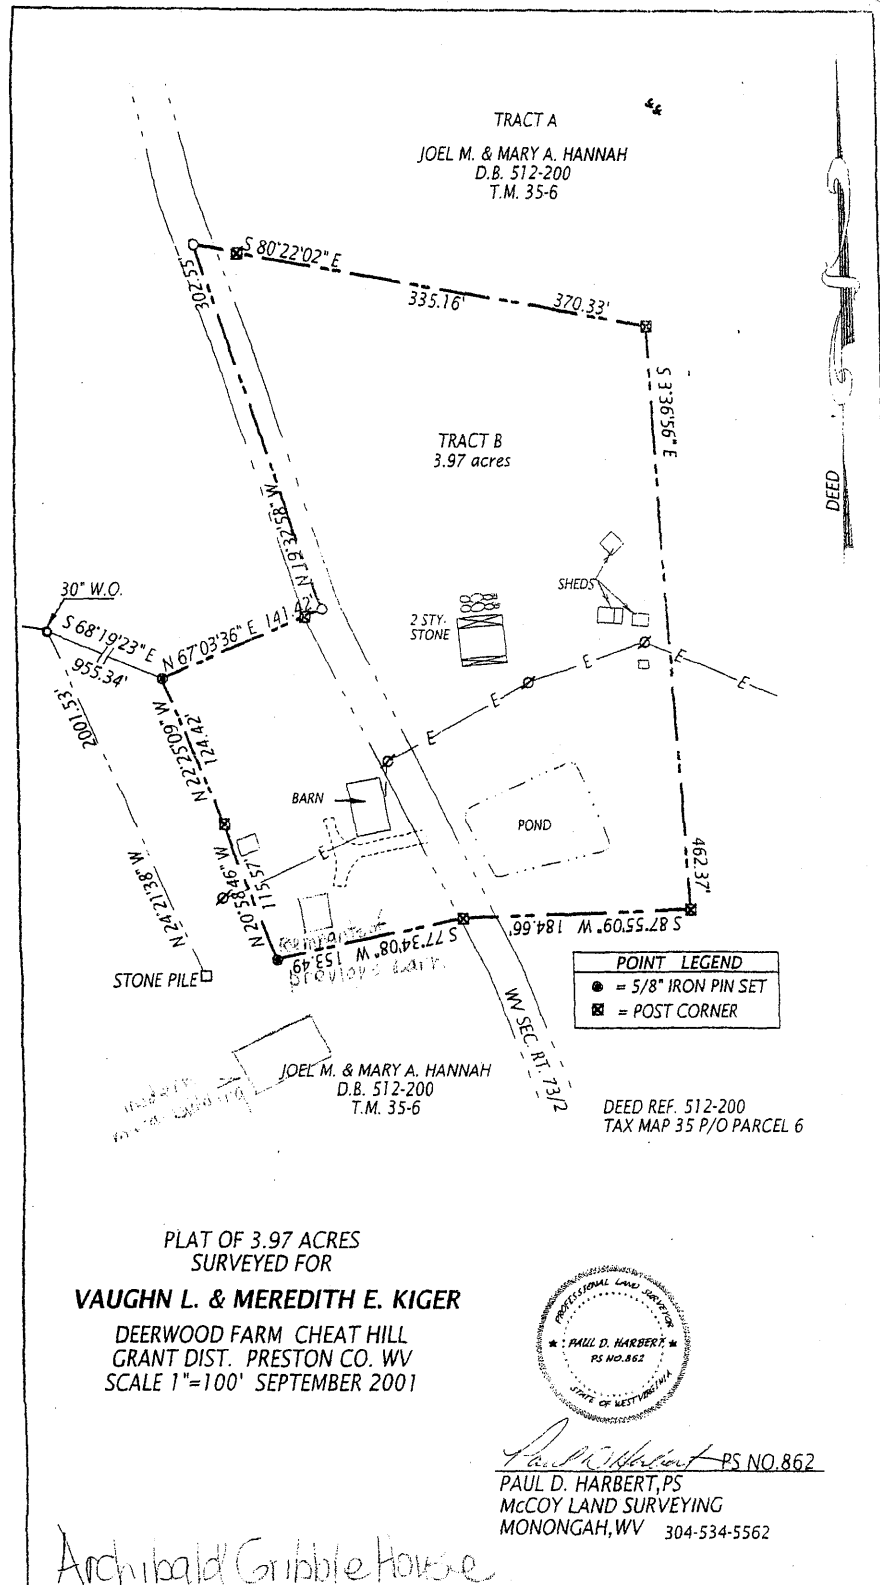 TRACT A
JOEL M. & MARY A. HANNAH
D.B. 512-200
T.M. 35-6
S 80°22'02" E
302.55'
335.16'
370.33'
S 3°36'56" E
TRACT B
3.97 acres
DEED
N 19°32'58" W
SHEDS
30" W.O.
S 68°19'23" E
955.34'
N 67°03'36" E 141.42'
2 STY.
STONE
E
E
E
E
E
2001.53'
N 22°25'09" W
124.42'
BARN
POND
E
462.37'
N 24°21'38" W
N 20°58'46" W
115.57'
S 87°55'09" W 184.66'
S 77°34'08" W 153.49
remnants of
previous barn
STONE PILE
POINT LEGEND
= 5/8" IRON PIN SET
= POST CORNER
WV SEC. RT. 73/2
JOEL M. & MARY A. HANNAH
D.B. 512-200
T.M. 35-6
modern
building
DEED REF. 512-200
TAX MAP 35 P/O PARCEL 6
PLAT OF 3.97 ACRES
SURVEYED FOR
VAUGHN L. & MEREDITH E. KIGER
DEERWOOD FARM CHEAT HILL
GRANT DIST. PRESTON CO. WV
SCALE 1"=100' SEPTEMBER 2001
PROFESSIONAL LAND SURVEYOR
PAUL D. HARBERT
PS NO.862
STATE OF WEST VIRGINIA
Paul D Harbert PS NO.862
PAUL D. HARBERT,PS
McCOY LAND SURVEYING
MONONGAH,WV 304-534-5562
Archibald Gribble House